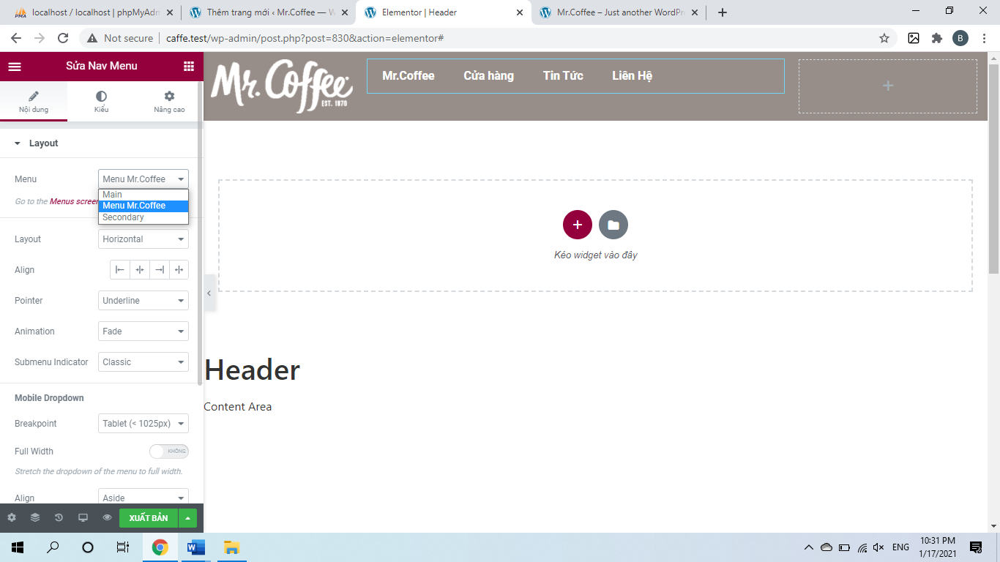 localhost / localhost | phpMyAdm
Thêm trang mới ‹ Mr.Coffee — W
Elementor | Header
Mr.Coffee – Just another WordPre
Not secure
caffe.test/wp-admin/post.php?post=830&action=elementor#
B
Sửa Nav Menu
Nội dung
Kiểu
Nâng cao
Layout
Menu
Menu Mr.Coffee
Main
Menu Mr.Coffee
Secondary
Go to the Menus screen
Layout
Horizontal
Align
Pointer
Underline
Animation
Fade
Submenu Indicator
Classic
Mobile Dropdown
Breakpoint
Tablet (< 1025px)
Full Width
KHÔNG
Stretch the dropdown of the menu to full width.
Align
Aside
XUẤT BẢN
Mr. Coffee
EST. 1970
Mr.Coffee
Cửa hàng
Tin Tức
Liên Hệ
Kéo widget vào đây
Header
Content Area
ENG
10:31 PM
1/17/2021